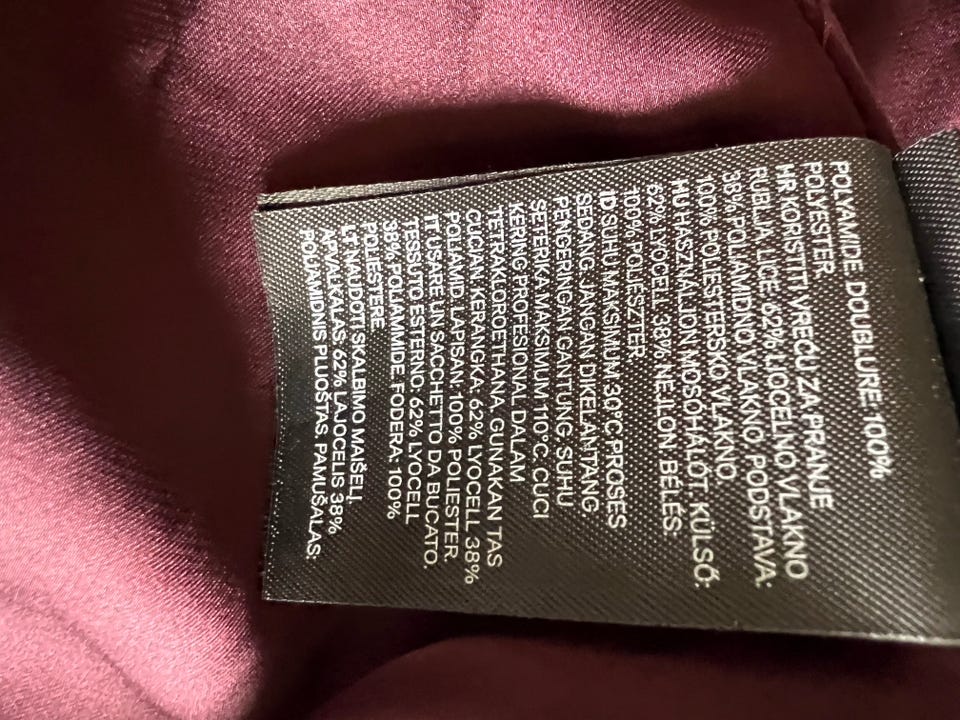 POLYAMIDE. DOUBLURE: 100%
POLYESTER.
HR KORISTITI VREĆU ZA PRANJE
RUBLJA. LICE: 62% LIOCELNO VLAKNO
38% POLIAMIDNO VLAKNO. PODSTAVA:
100% POLIESTERSKO VLAKNO.
HU HASZNÁLJON MOSÓHÁLÓT. KÜLSŐ:
62% LYOCELL 38% NEJLON BÉLÉS:
100% POLIÉSZTER.
ID SUHU MAKSIMUM 30°C PROSES
SEDANG. JANGAN DIKELANTANG
PENGERINGAN GANTUNG. SUHU
SETERIKA MAKSIMUM 110°C. CUCI
KERING PROFESIONAL DALAM
TETRAKLOROETHANA. GUNAKAN TAS
CUCIAN. KERANGKA: 62% LYOCELL 38%
POLIAMID. LAPISAN: 100% POLIESTER.
IT USARE UN SACCHETTO DA BUCATO.
TESSUTO ESTERNO: 62% LYOCELL
38% POLIAMMIDE. FODERA: 100%
POLIESTERE.
LT NAUDOTI SKALBIMO MAIŠELĮ.
APVALKALAS: 62% LAJOCELIS 38%
POLIAMIDINIS PLUOŠTAS. PAMUŠALAS: